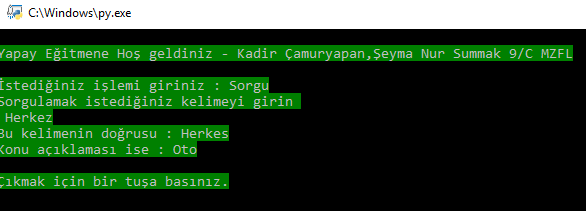 C:\Windows\py.exe
Yapay Eğitmene Hoş geldiniz - Kadir Çamuryapan,Şeyma Nur Summak 9/C MZFL
İstediğiniz işlemi giriniz : Sorgu
Sorgulamak istediğiniz kelimeyi girin
Herkez
Bu kelimenin doğrusu : Herkes
Konu açıklaması ise : Oto
Çıkmak için bir tuşa basınız.